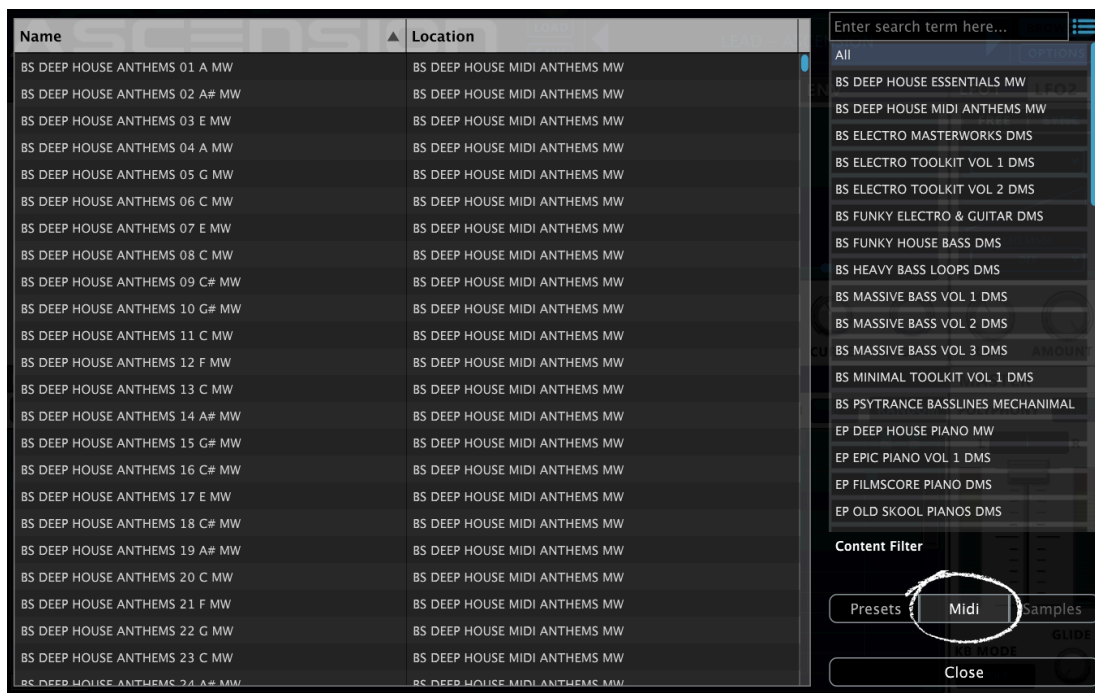 Name Location
BS DEEP HOUSE ANTHEMS 01 A MW BS DEEP HOUSE MIDI ANTHEMS MW
BS DEEP HOUSE ANTHEMS 02 A# MW BS DEEP HOUSE MIDI ANTHEMS MW
BS DEEP HOUSE ANTHEMS 03 E MW BS DEEP HOUSE MIDI ANTHEMS MW
BS DEEP HOUSE ANTHEMS 04 A MW BS DEEP HOUSE MIDI ANTHEMS MW
BS DEEP HOUSE ANTHEMS 05 G MW BS DEEP HOUSE MIDI ANTHEMS MW
BS DEEP HOUSE ANTHEMS 06 C MW BS DEEP HOUSE MIDI ANTHEMS MW
BS DEEP HOUSE ANTHEMS 07 E MW BS DEEP HOUSE MIDI ANTHEMS MW
BS DEEP HOUSE ANTHEMS 08 C MW BS DEEP HOUSE MIDI ANTHEMS MW
BS DEEP HOUSE ANTHEMS 09 C# MW BS DEEP HOUSE MIDI ANTHEMS MW
BS DEEP HOUSE ANTHEMS 10 G# MW BS DEEP HOUSE MIDI ANTHEMS MW
BS DEEP HOUSE ANTHEMS 11 C MW BS DEEP HOUSE MIDI ANTHEMS MW
BS DEEP HOUSE ANTHEMS 12 F MW BS DEEP HOUSE MIDI ANTHEMS MW
BS DEEP HOUSE ANTHEMS 13 C MW BS DEEP HOUSE MIDI ANTHEMS MW
BS DEEP HOUSE ANTHEMS 14 A# MW BS DEEP HOUSE MIDI ANTHEMS MW
BS DEEP HOUSE ANTHEMS 15 G# MW BS DEEP HOUSE MIDI ANTHEMS MW
BS DEEP HOUSE ANTHEMS 16 C# MW BS DEEP HOUSE MIDI ANTHEMS MW
BS DEEP HOUSE ANTHEMS 17 E MW BS DEEP HOUSE MIDI ANTHEMS MW
BS DEEP HOUSE ANTHEMS 18 C# MW BS DEEP HOUSE MIDI ANTHEMS MW
BS DEEP HOUSE ANTHEMS 19 A# MW BS DEEP HOUSE MIDI ANTHEMS MW
BS DEEP HOUSE ANTHEMS 20 C MW BS DEEP HOUSE MIDI ANTHEMS MW
BS DEEP HOUSE ANTHEMS 21 F MW BS DEEP HOUSE MIDI ANTHEMS MW
BS DEEP HOUSE ANTHEMS 22 G MW BS DEEP HOUSE MIDI ANTHEMS MW
BS DEEP HOUSE ANTHEMS 23 C MW BS DEEP HOUSE MIDI ANTHEMS MW
BS DEEP HOUSE ANTHEMS 24 A# MW BS DEEP HOUSE MIDI ANTHEMS MW
Enter search term here...
All
OPTIONS
BS DEEP HOUSE ESSENTIALS MW
LFO2
BS DEEP HOUSE MIDI ANTHEMS MW
BS ELECTRO MASTERWORKS DMS
BS ELECTRO TOOLKIT VOL 1 DMS
BS ELECTRO TOOLKIT VOL 2 DMS
BS FUNKY ELECTRO & GUITAR DMS
BS FUNKY HOUSE BASS DMS
BS HEAVY BASS LOOPS DMS
BS MASSIVE BASS VOL 1 DMS
BS MASSIVE BASS VOL 2 DMS
BS MASSIVE BASS VOL 3 DMS
AMOUNT
BS MINIMAL TOOLKIT VOL 1 DMS
BS PSYTRANCE BASSLINES MECHANIMAL
EP DEEP HOUSE PIANO MW
EP EPIC PIANO VOL 1 DMS
EP FILMSCORE PIANO DMS
EP OLD SKOOL PIANOS DMS
Content Filter
Presets Midi Samples
GLIDE
KB MODE
Close
ASCENSION